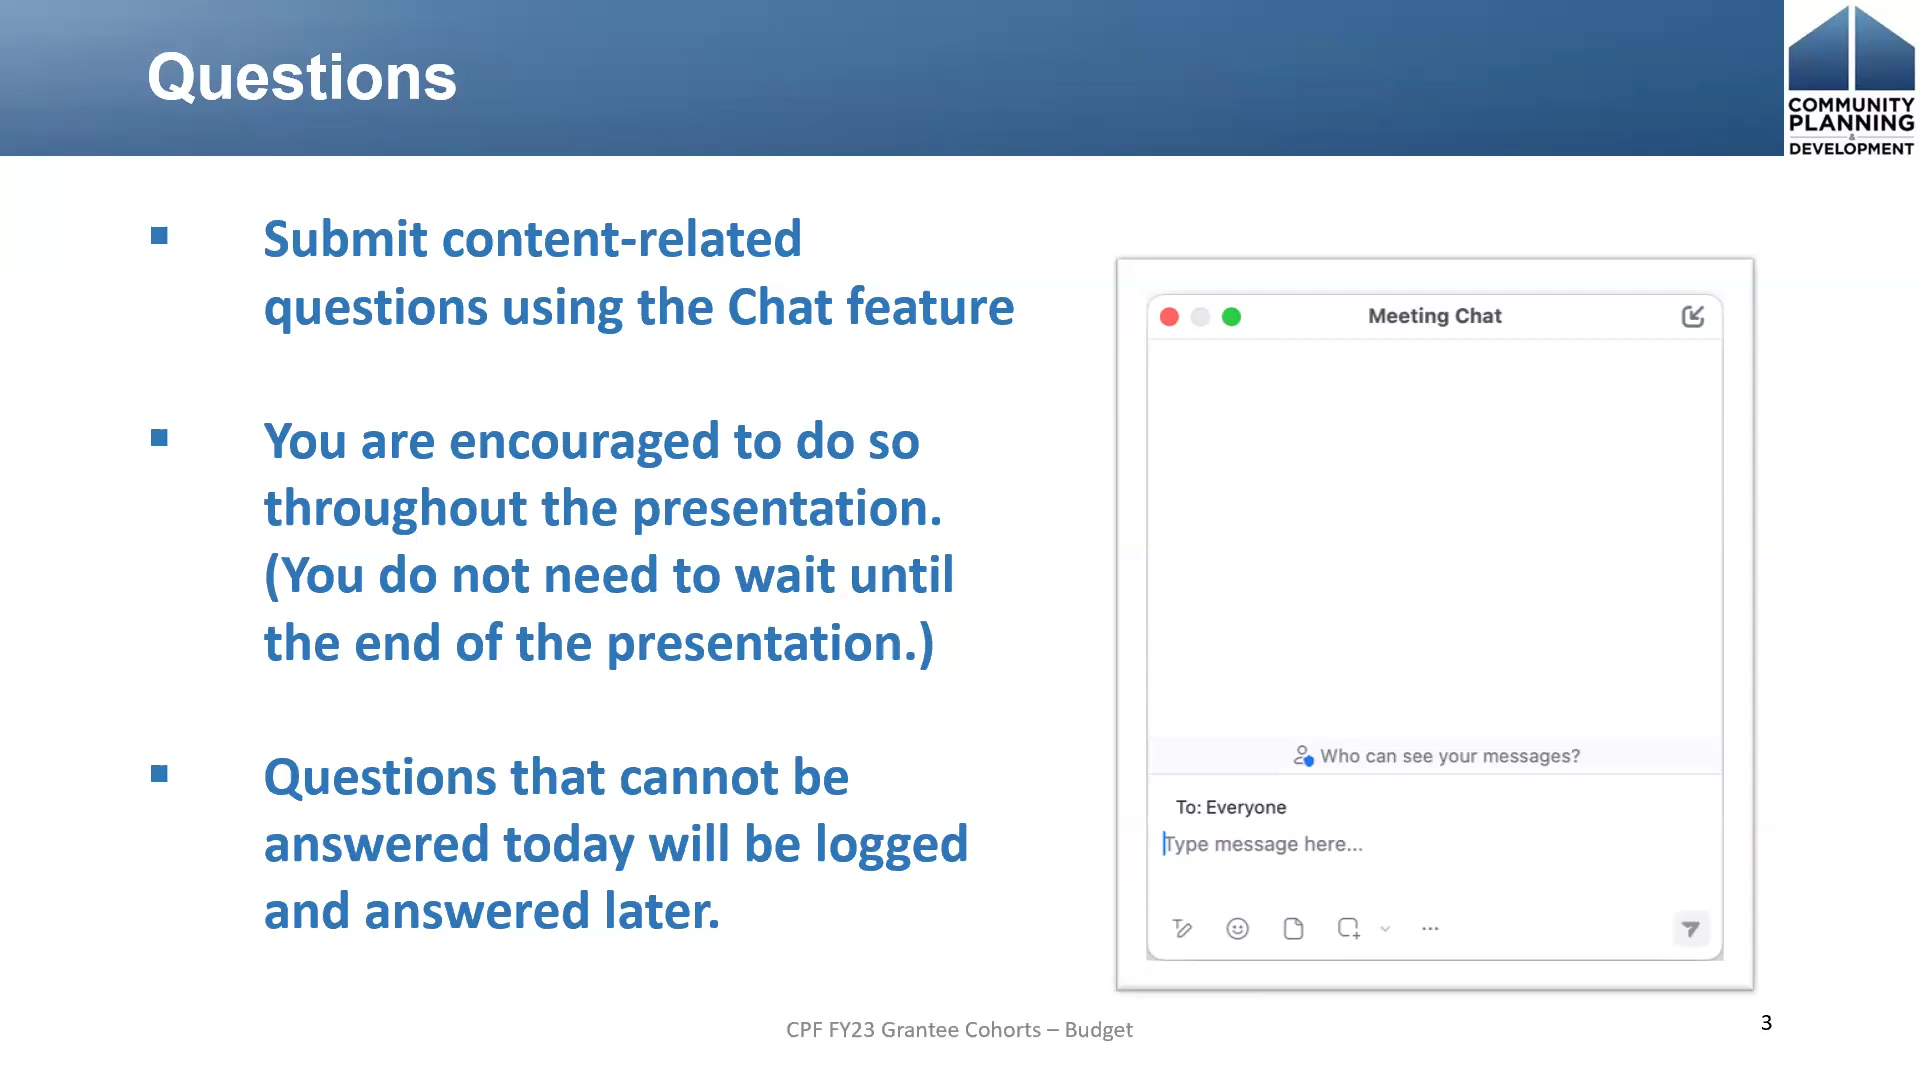 Questions
COMMUNITY
PLANNING
&
DEVELOPMENT
▪ Submit content-related
questions using the Chat feature
▪ You are encouraged to do so
throughout the presentation.
(You do not need to wait until
the end of the presentation.)
▪ Questions that cannot be
answered today will be logged
and answered later.
Meeting Chat
Who can see your messages?
To: Everyone
Type message here...
CPF FY23 Grantee Cohorts – Budget
3